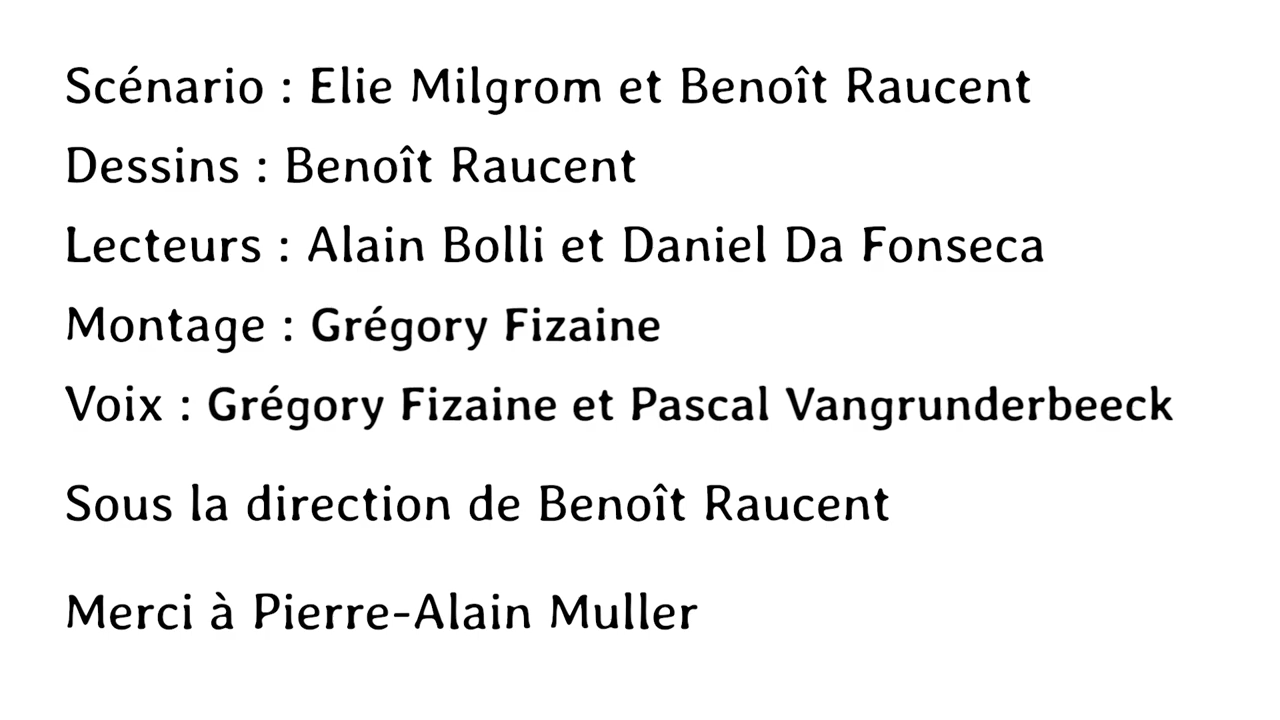 Scénario : Elie Milgrom et Benoît Raucent
Dessins : Benoît Raucent
Lecteurs : Alain Bolli et Daniel Da Fonseca
Montage : Grégory Fizaine
Voix : Grégory Fizaine et Pascal Vangrunderbeeck
Sous la direction de Benoît Raucent
Merci à Pierre-Alain Muller